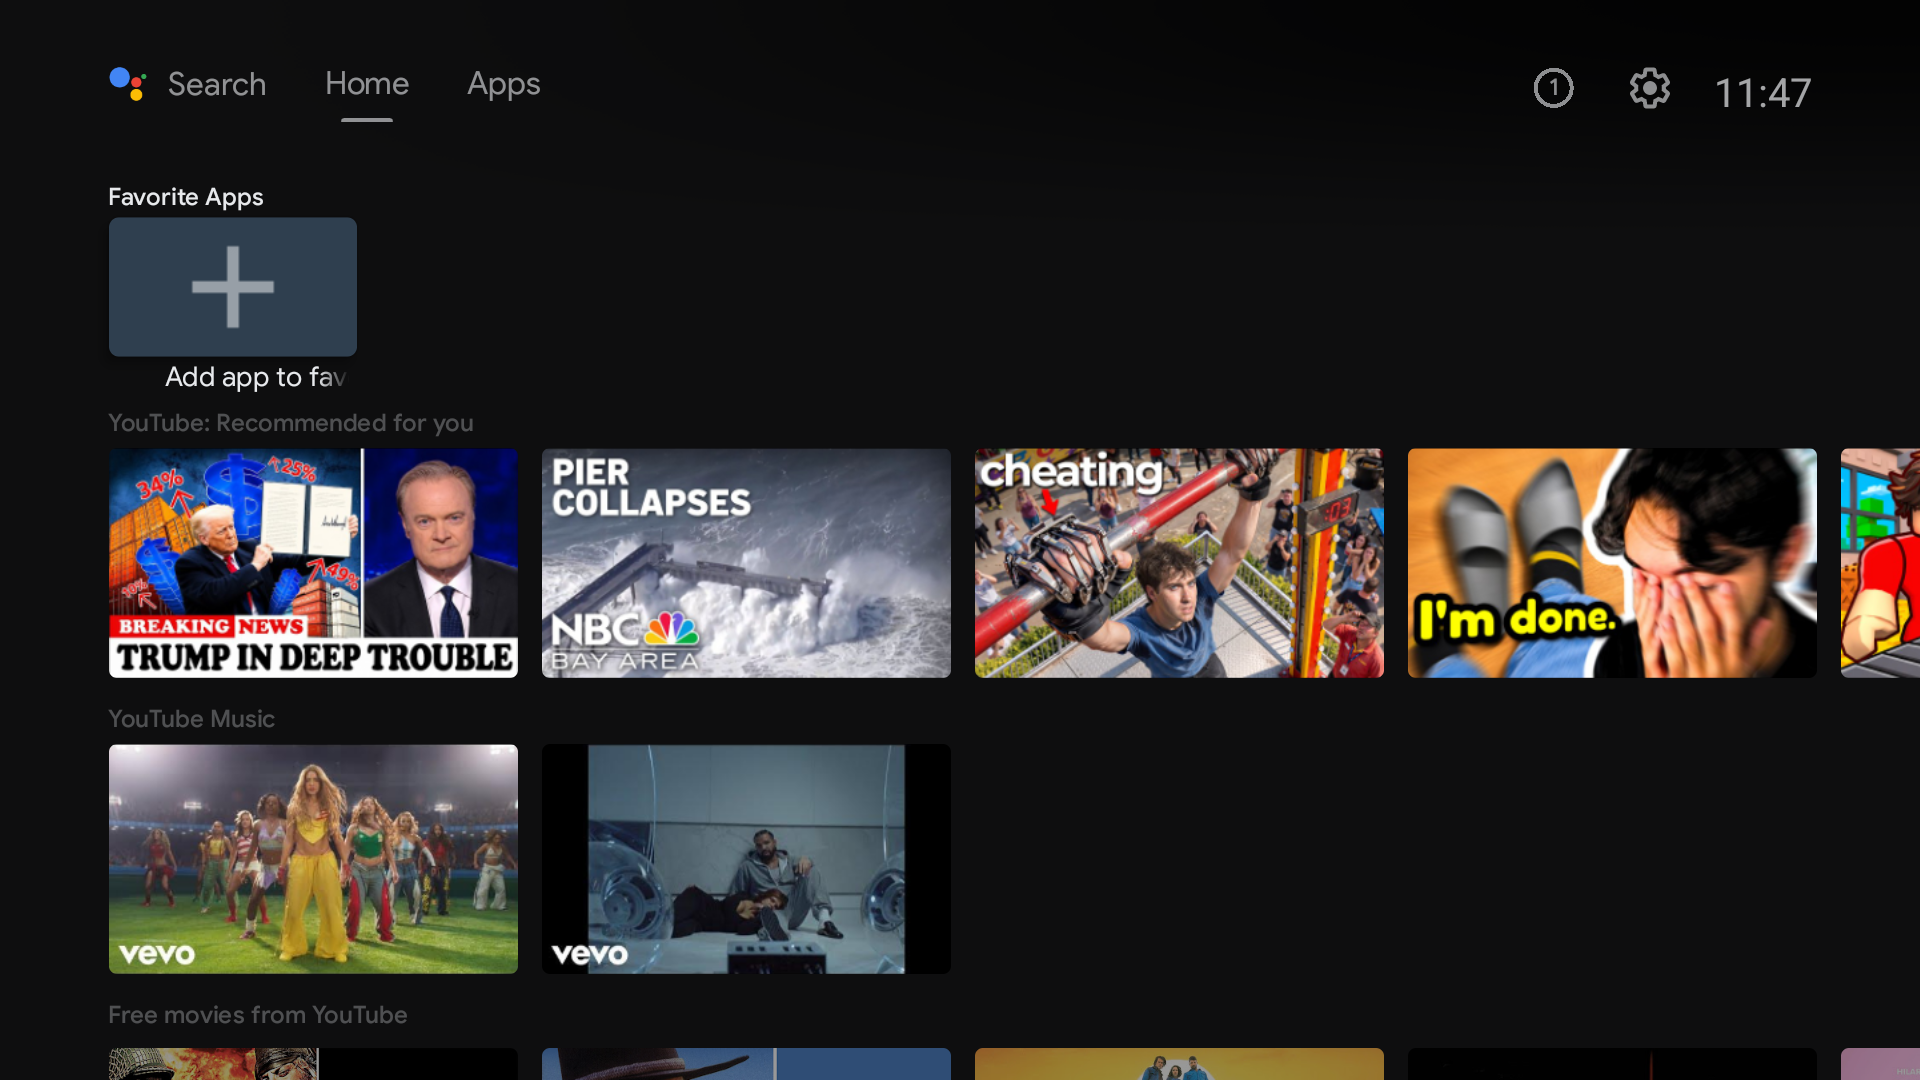 Search Home Apps 1 11:47
Favorite Apps
Add app to fav
YouTube: Recommended for you
34% 25%
10% 49%
BREAKING NEWS
TRUMP IN DEEP TROUBLE
PIER
COLLAPSES
NBC
BAY AREA
cheating
:03
I'm done.
YouTube Music
vevo
vevo
Free movies from YouTube